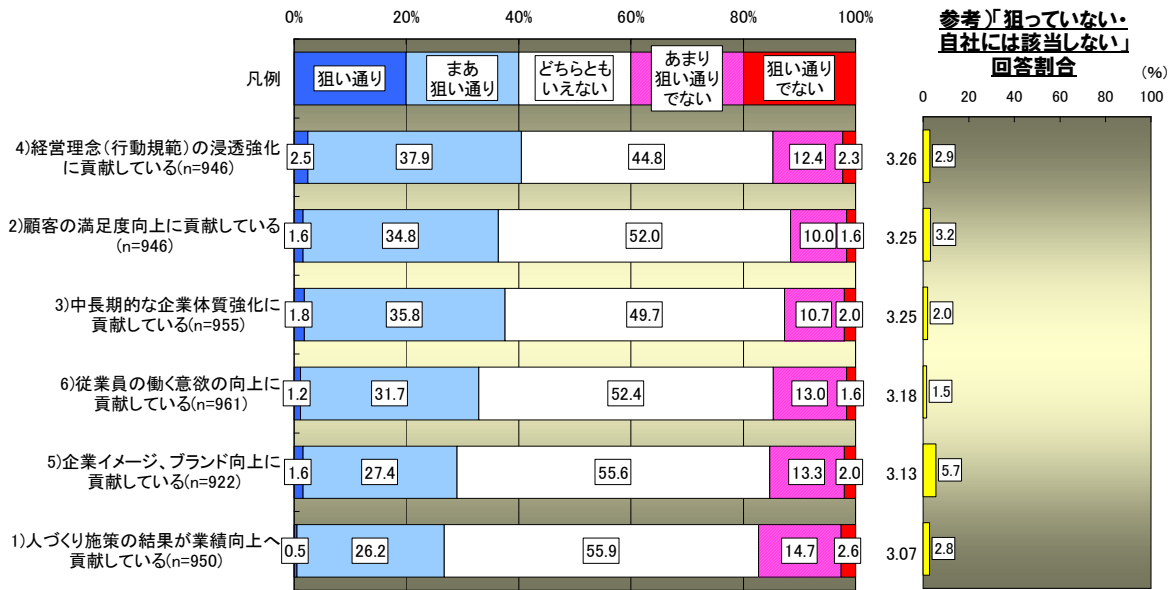 0% 20% 40% 60% 80% 100%
参考)「狙っていない・
自社には該当しない」
回答割合
(%)
0 20 40 60 80 100
凡例
狙い通り
まあ
狙い通り
どちらとも
いえない
あまり
狙い通り
でない
狙い通り
でない
4)経営理念(行動規範)の浸透強化
に貢献している(n=946)
2.5 37.9 44.8 12.4 2.3 3.26 2.9
2)顧客の満足度向上に貢献している
(n=946)
1.6 34.8 52.0 10.0 1.6 3.25 3.2
3)中長期的な企業体質強化に
貢献している(n=955)
1.8 35.8 49.7 10.7 2.0 3.25 2.0
6)従業員の働く意欲の向上に
貢献している(n=961)
1.2 31.7 52.4 13.0 1.6 3.18 1.5
5)企業イメージ、ブランド向上に
貢献している(n=922)
1.6 27.4 55.6 13.3 2.0 3.13 5.7
1)人づくり施策の結果が業績向上へ
貢献している(n=950)
0.5 26.2 55.9 14.7 2.6 3.07 2.8